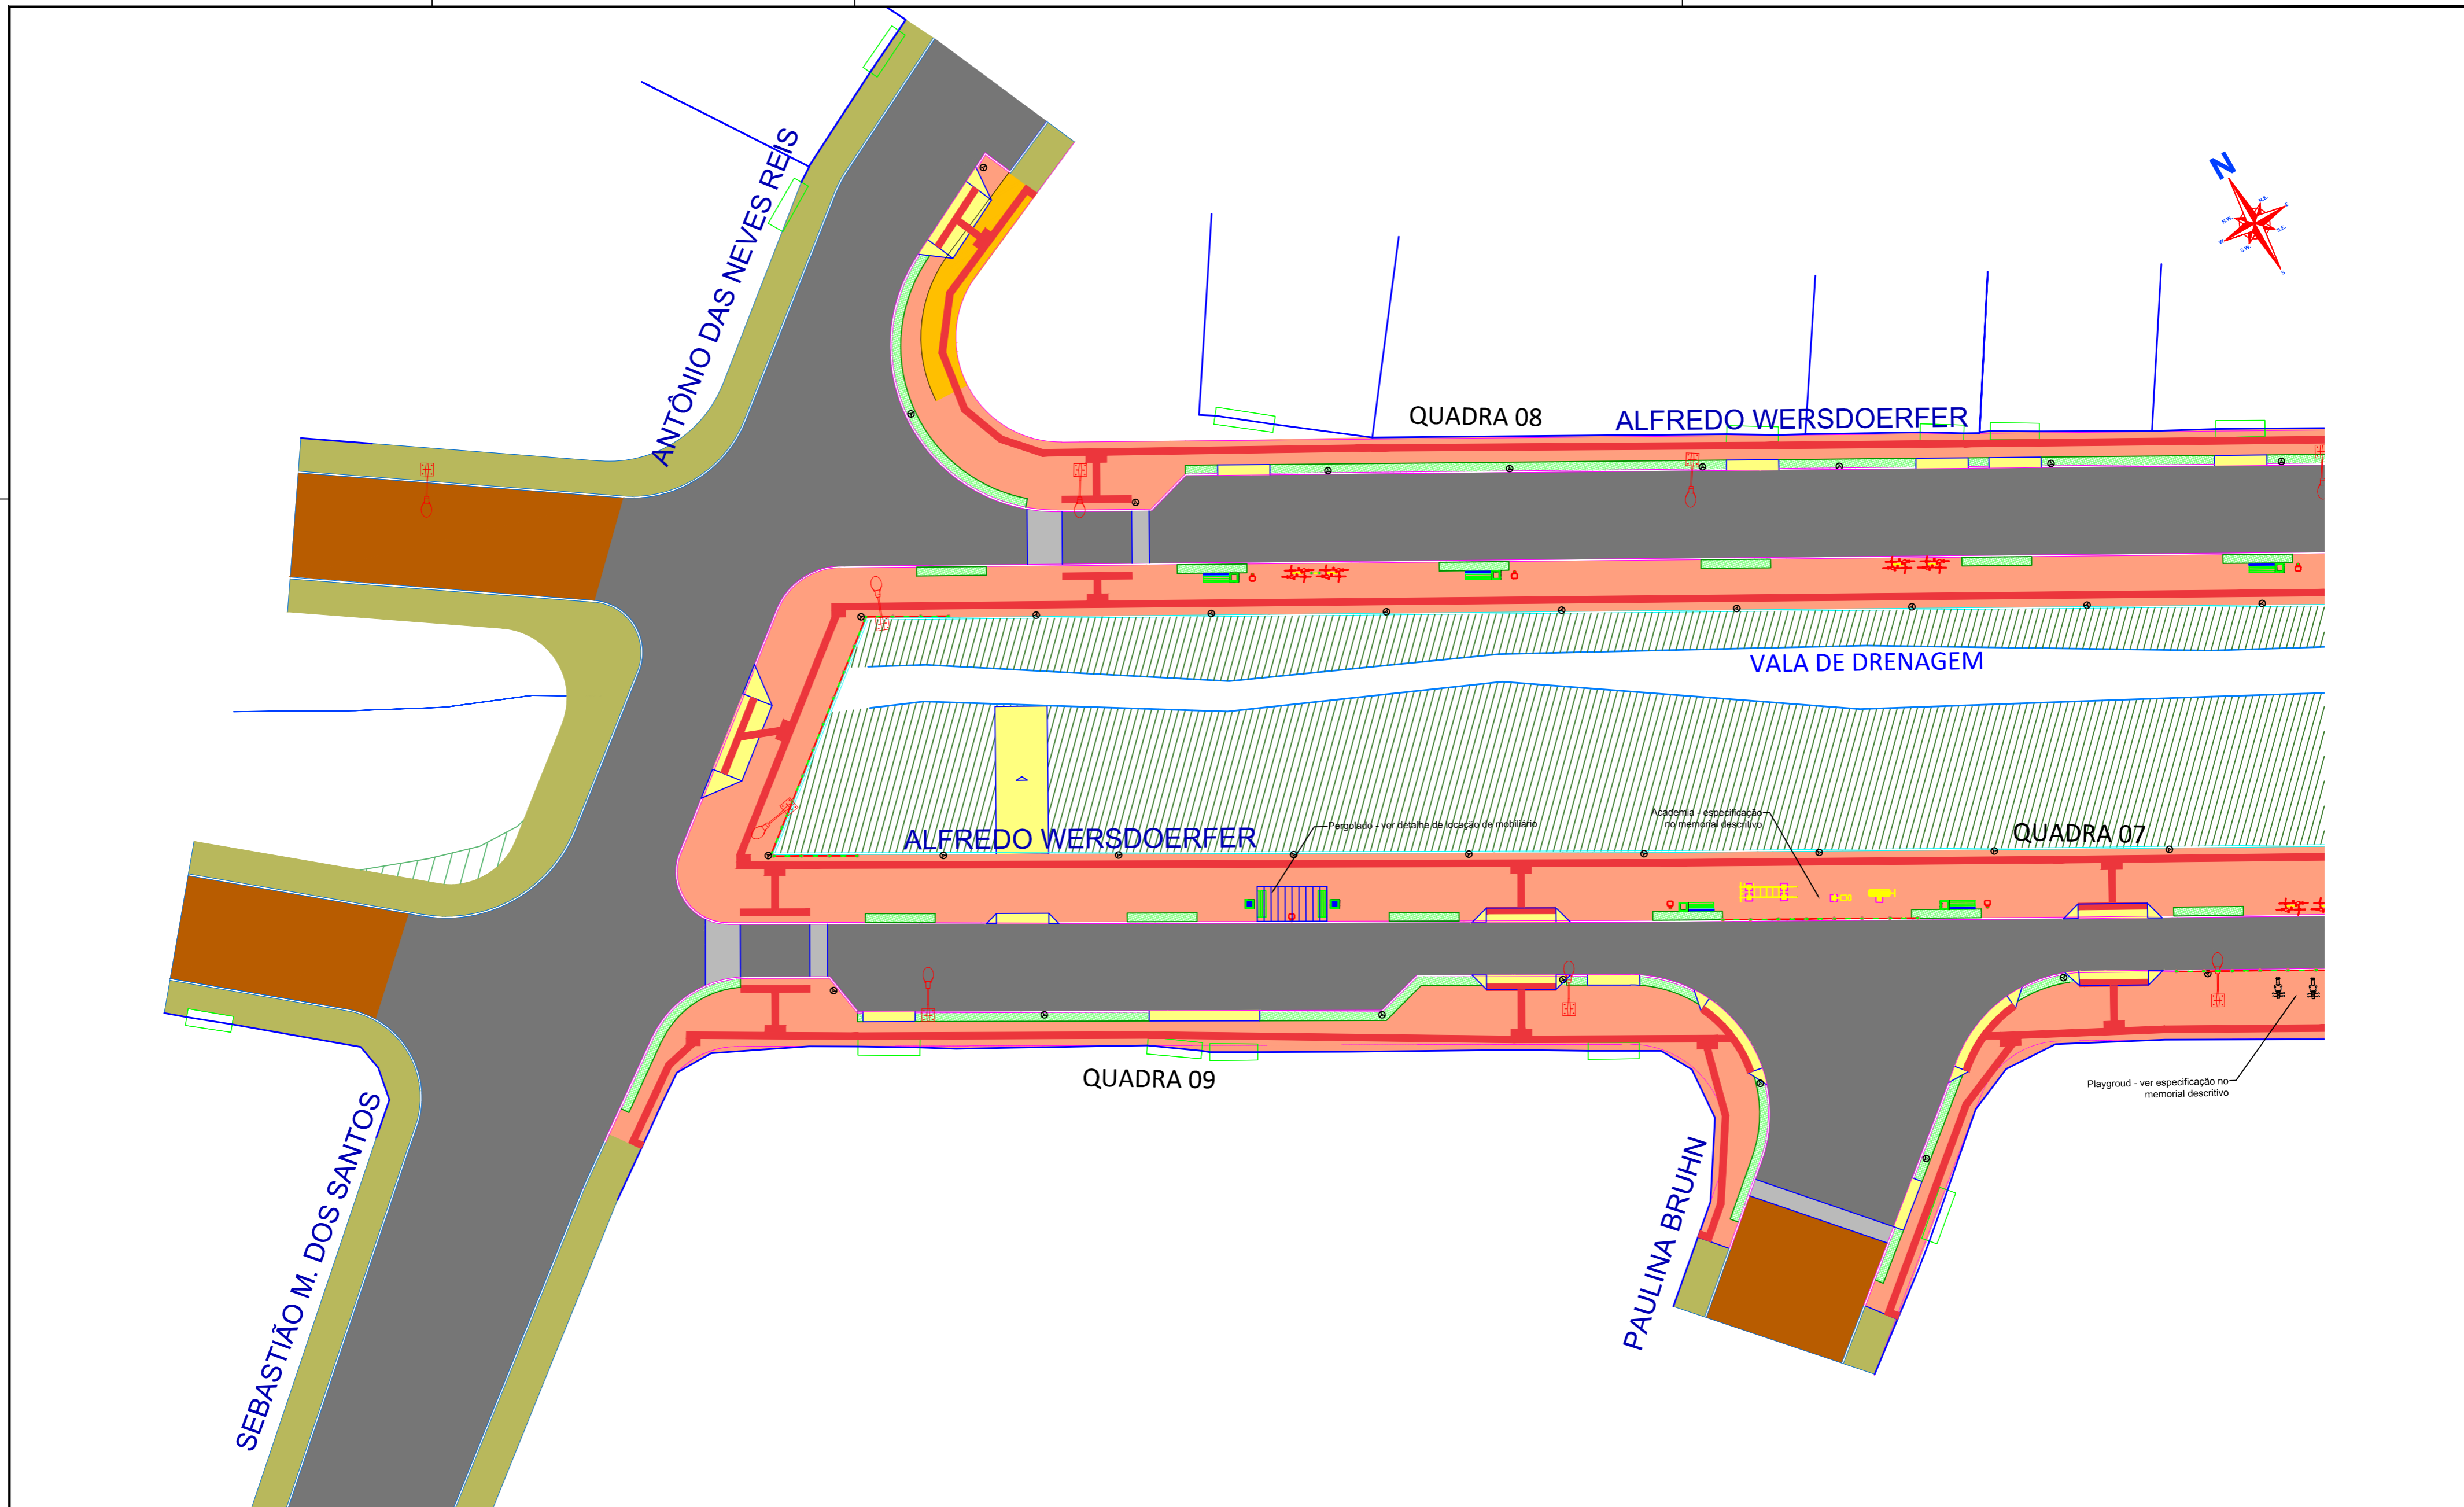 ANTÔNIO DAS NEVES REIS
N
N.E.
E
N.W.
W
S.E.
S.W.
S
QUADRA 08
ALFREDO WERSDOERFER
VALA DE DRENAGEM
ALFREDO WERSDOERFER
Pergolado - ver detalhe de locação de mobiliário
Academia - especificação
no memorial descritivo
QUADRA 07
QUADRA 09
Playgroud - ver especificação no
memorial descritivo
SEBASTIÃO M. DOS SANTOS
PAULINA BRUHN